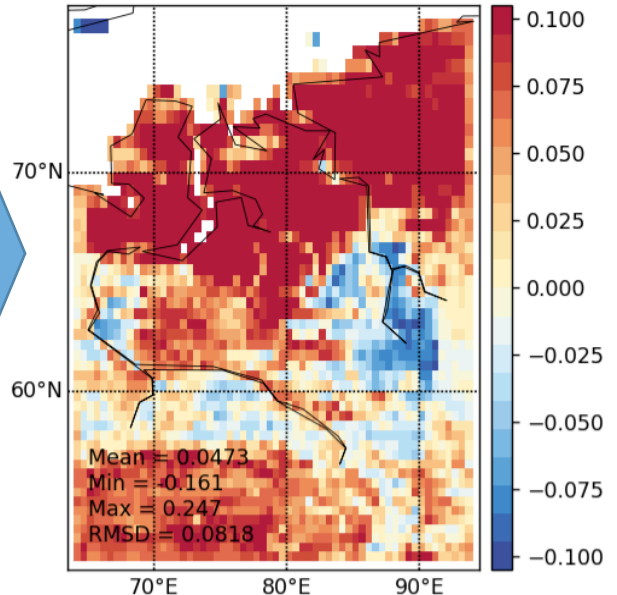 0.100
0.075
70°N
0.050
0.025
0.000
−0.025
60°N
−0.050
Mean = 0.0473
Min = -0.161
−0.075
Max = 0.247
RMSD = 0.0818
−0.100
70°E 80°E 90°E